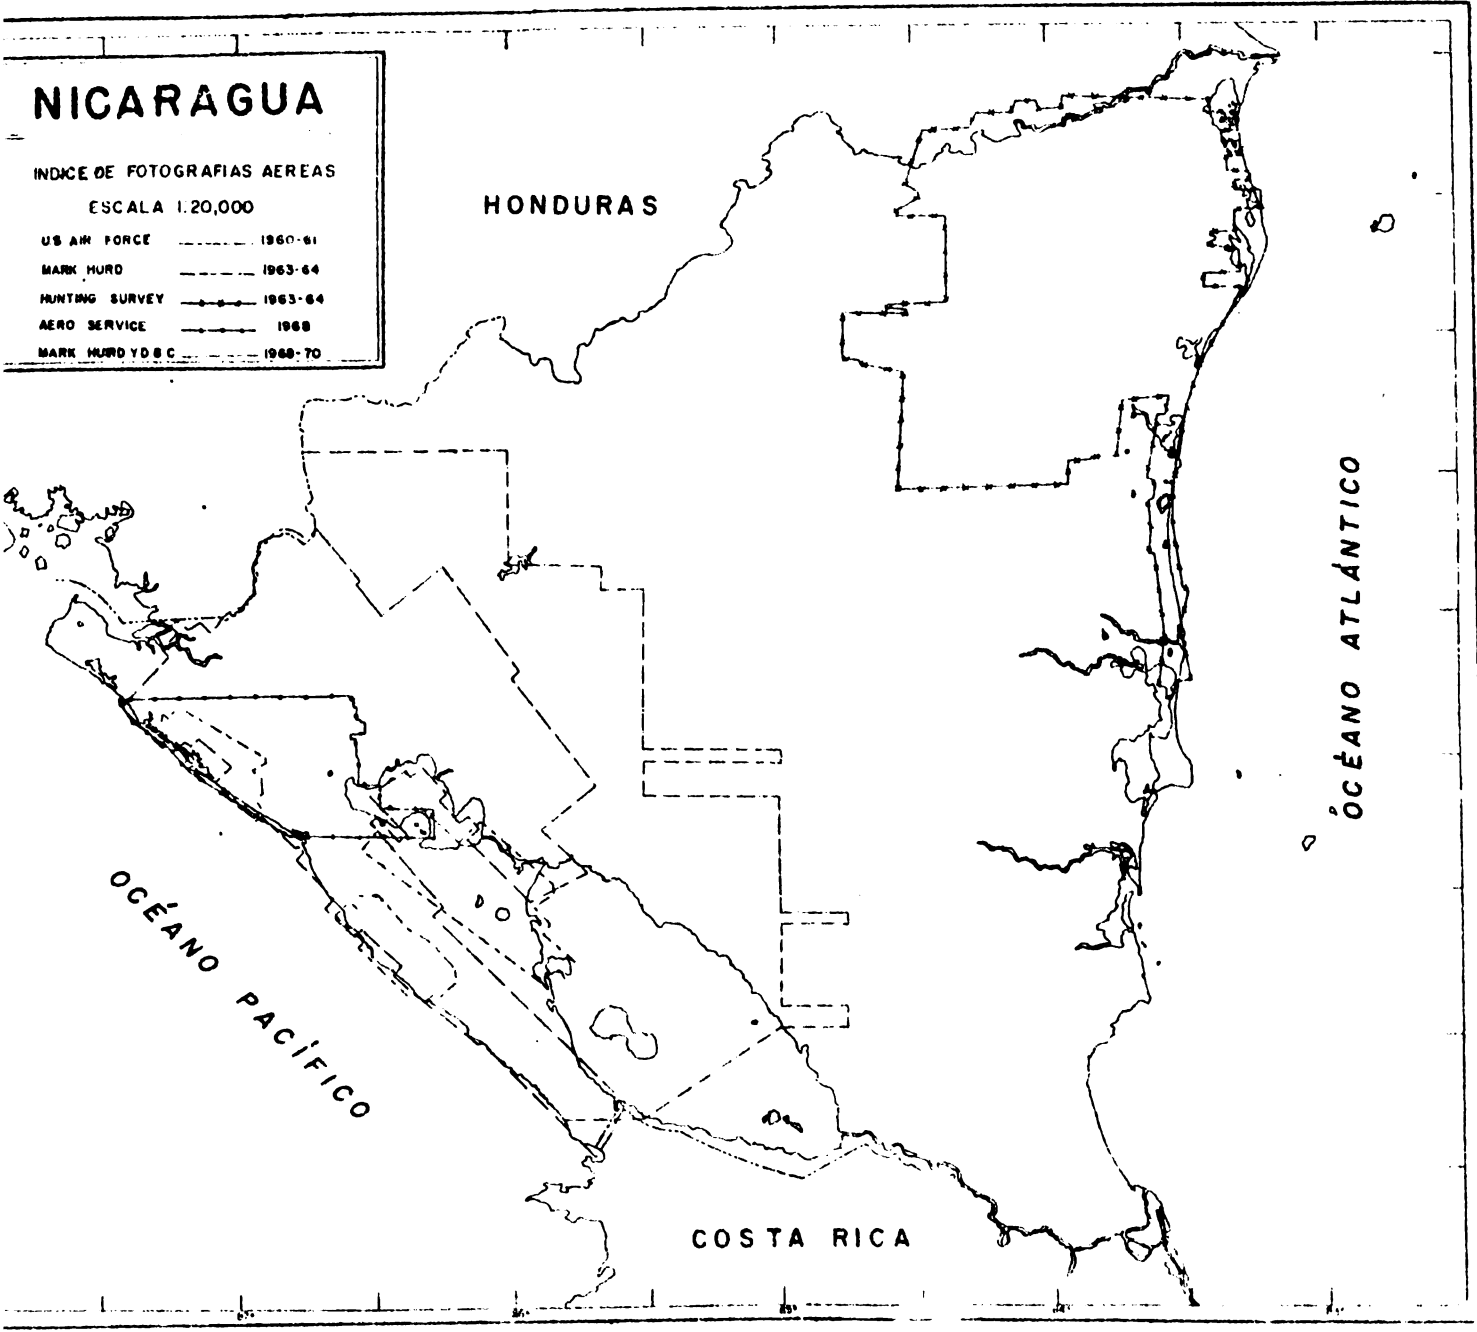 NICARAGUA
INDICE DE FOTOGRAFIAS AEREAS
ESCALA 1:20,000
US AIR FORCE 1960-61
MARK HURD 1963-64
HUNTING SURVEY 1963-64
AERO SERVICE 1968
MARK HURD Y D B C 1968-70
HONDURAS
OCÉANO ATLÁNTICO
OCÉANO PACÍFICO
COSTA RICA